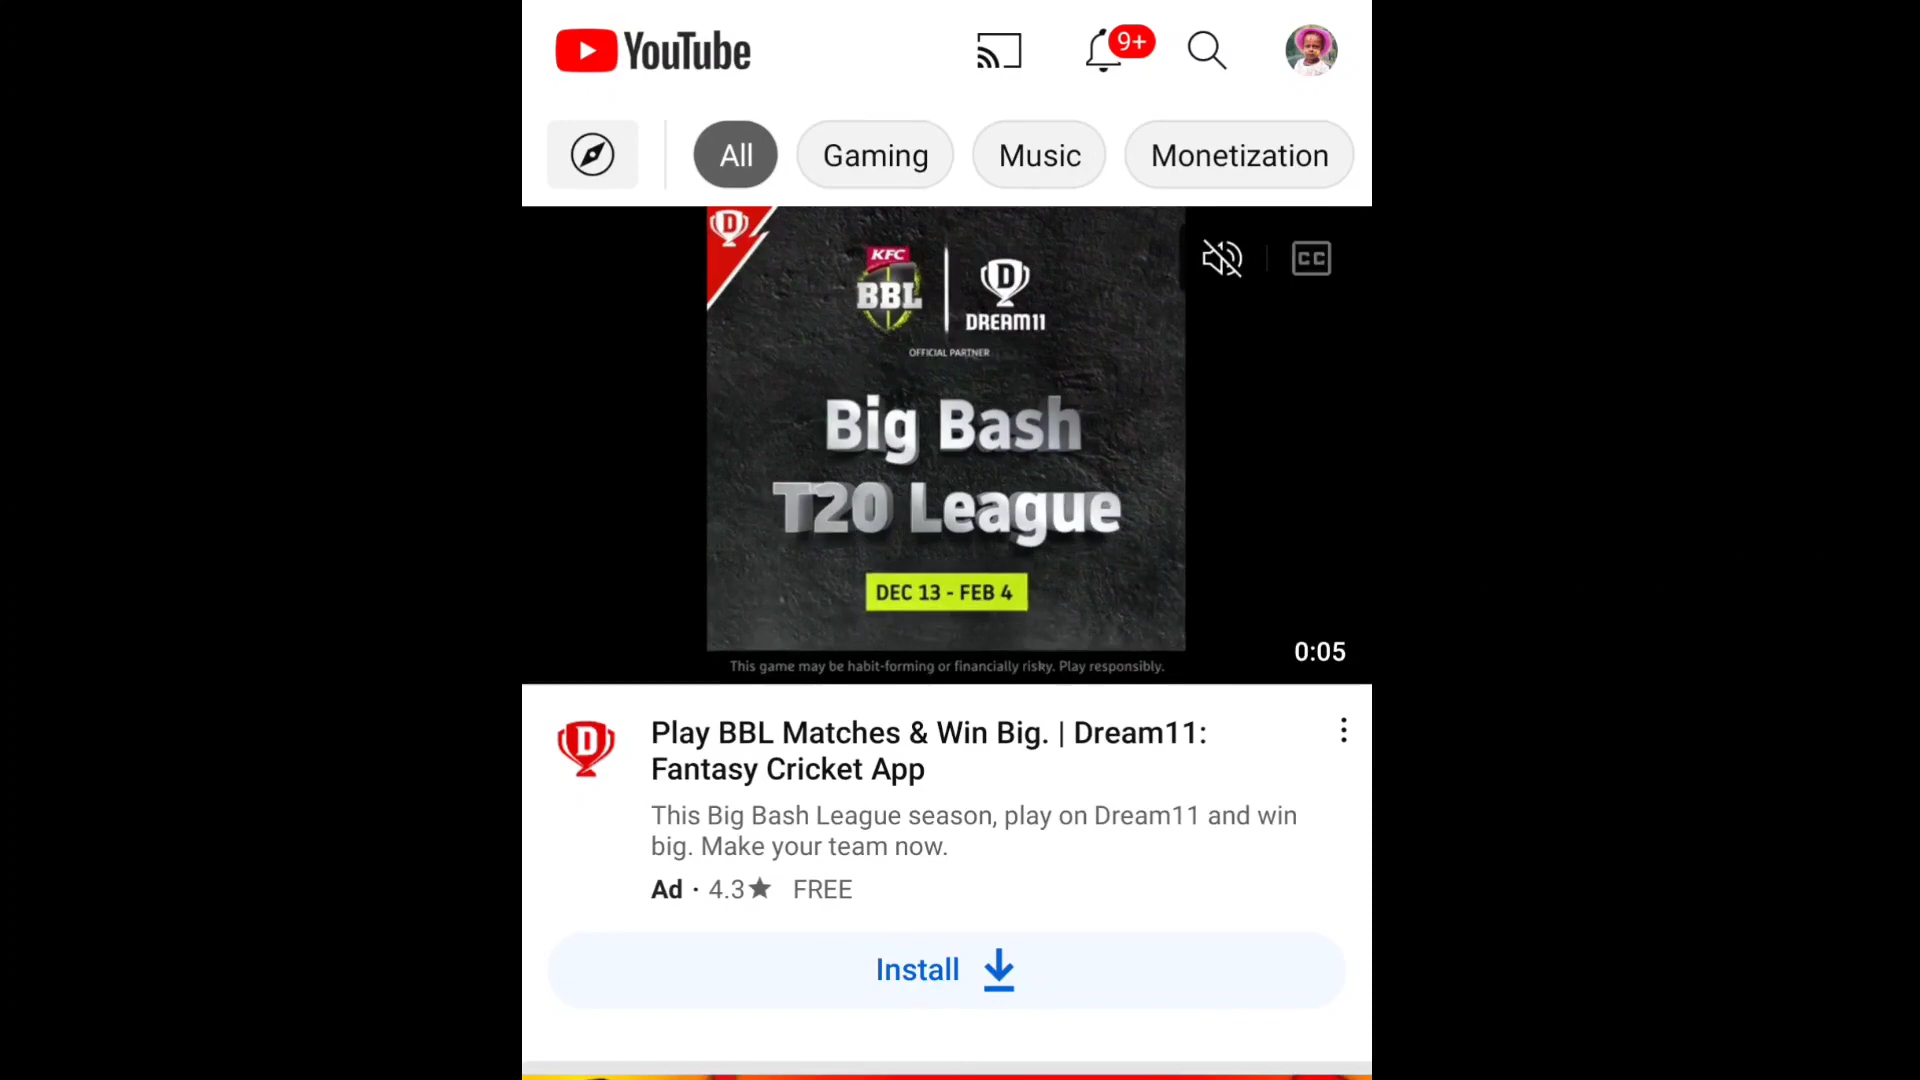 YouTube
9+
All
Gaming
Music
Monetization
D
KFC
BBL
D
DREAM11
CC
OFFICIAL PARTNER
Big Bash
T20 League
DEC 13 - FEB 4
0:05
This game may be habit-forming or financially risky. Play responsibly.
D
Play BBL Matches & Win Big. | Dream11:
Fantasy Cricket App
This Big Bash League season, play on Dream11 and win
big. Make your team now.
Ad · 4.3★ FREE
Install